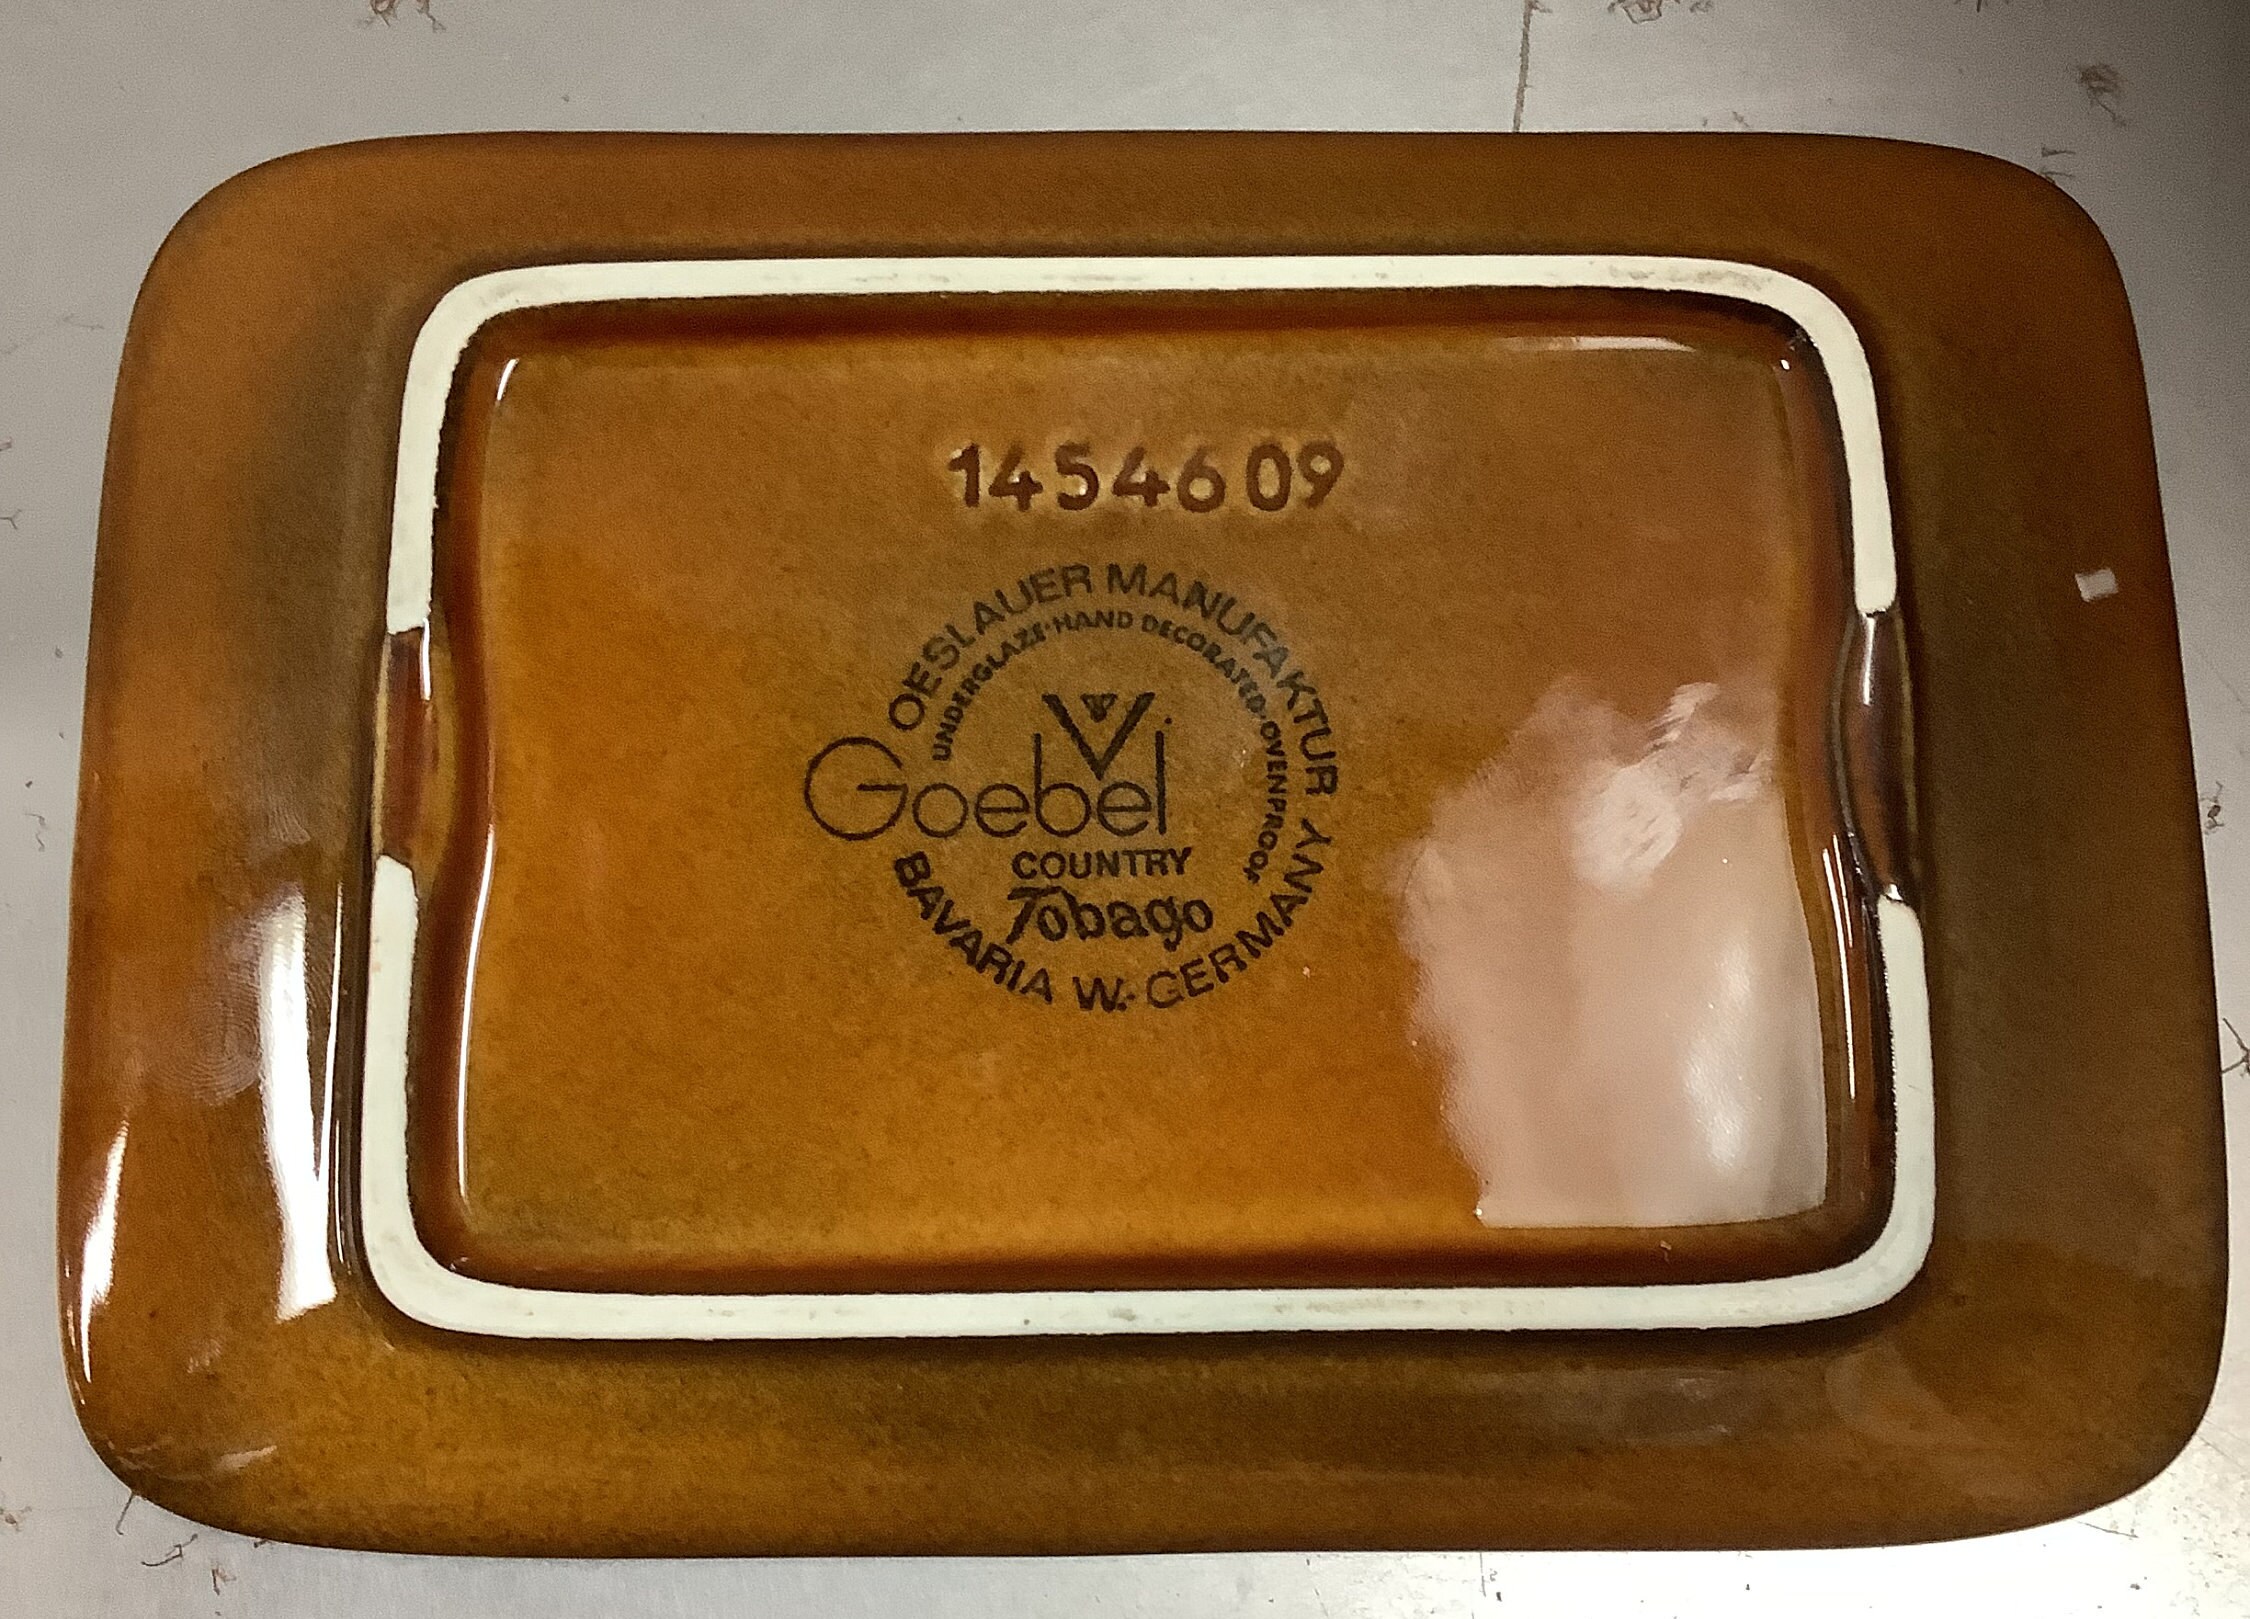 1454609
OESLAUER MANUFAKTUR
UNDERGLAZE·HAND DECORATED·OVENPROOF
Goebel
COUNTRY
Tobago
BAVARIA W.-GERMANY